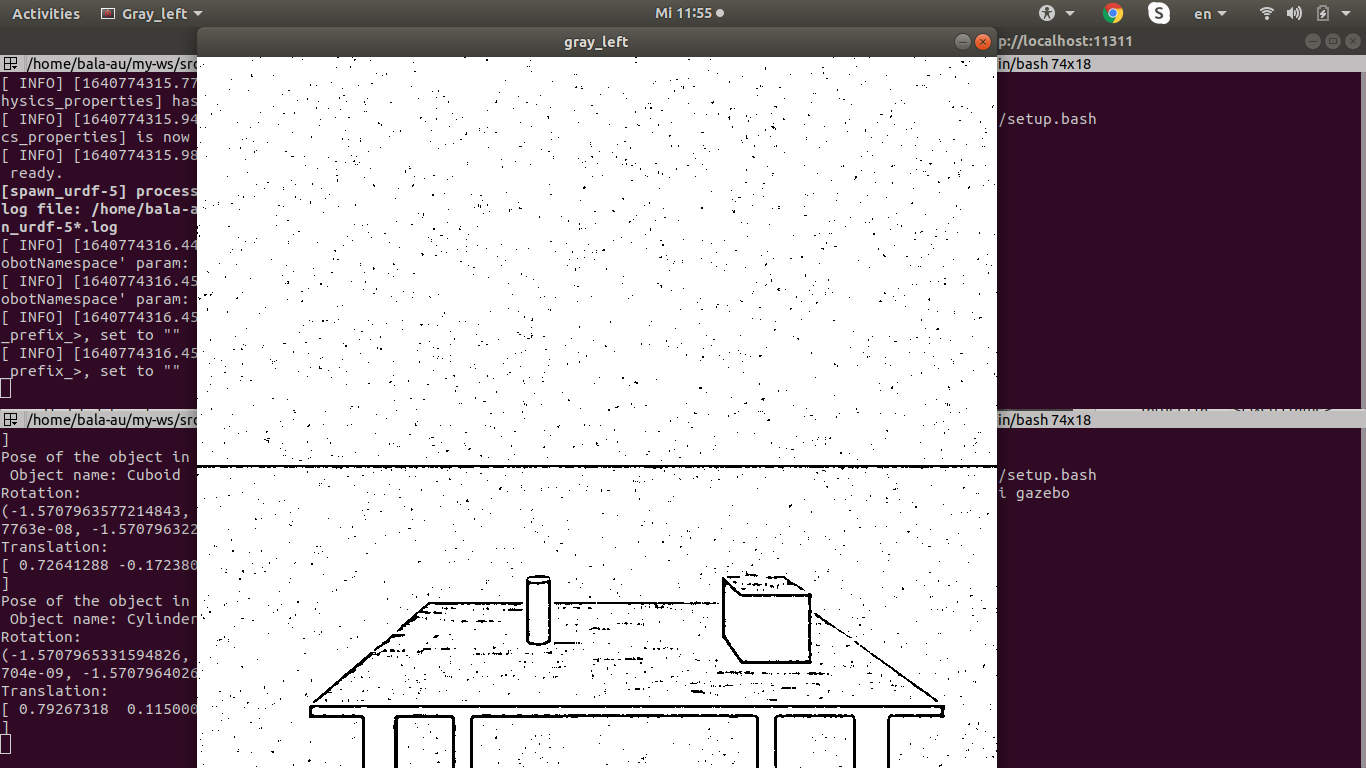 Activities Gray_left Mi 11:55 en
gray_left
p://localhost:11311
/home/bala-au/my-ws/src
[ INFO] [1640774315.77
hysics_properties] has
[ INFO] [1640774315.94
cs_properties] is now
[ INFO] [1640774315.98
ready.
[spawn_urdf-5] process
log file: /home/bala-a
n_urdf-5*.log
[ INFO] [1640774316.44
obotNamespace' param:
[ INFO] [1640774316.45
obotNamespace' param:
[ INFO] [1640774316.45
_prefix_>, set to ""
[ INFO] [1640774316.45
_prefix_>, set to ""
in/bash 74x18
/setup.bash
/home/bala-au/my-ws/src
]
Pose of the object in
Object name: Cuboid
Rotation:
(-1.5707963577214843,
7763e-08, -1.570796322
Translation:
[ 0.72641288 -0.172380
]
Pose of the object in
Object name: Cylinder
Rotation:
(-1.5707965331594826,
704e-09, -1.5707964026
Translation:
[ 0.79267318 0.115000
]
in/bash 74x18
/setup.bash
i gazebo